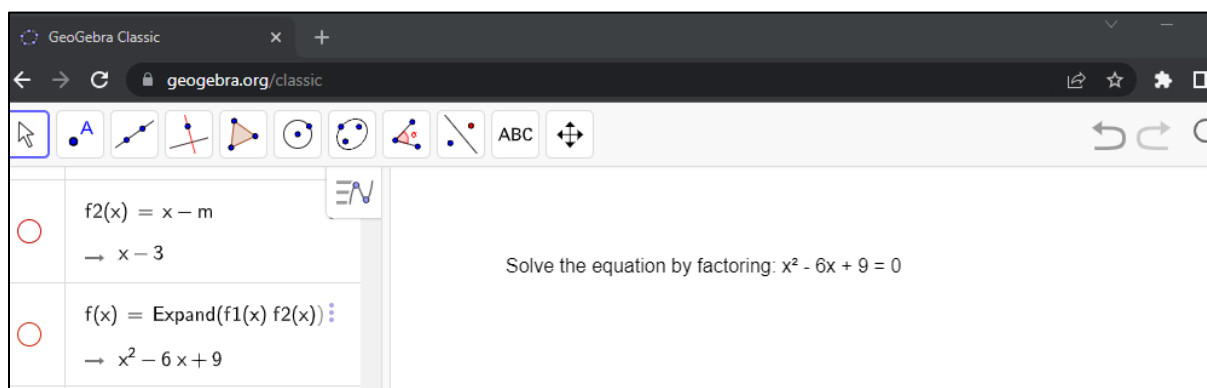 GeoGebra Classic
geogebra.org/classic
A
α
ABC
f2(x) = x – m
→ x – 3
f(x) = Expand(f1(x) f2(x))
→ x² – 6 x + 9
Solve the equation by factoring: x² - 6x + 9 = 0